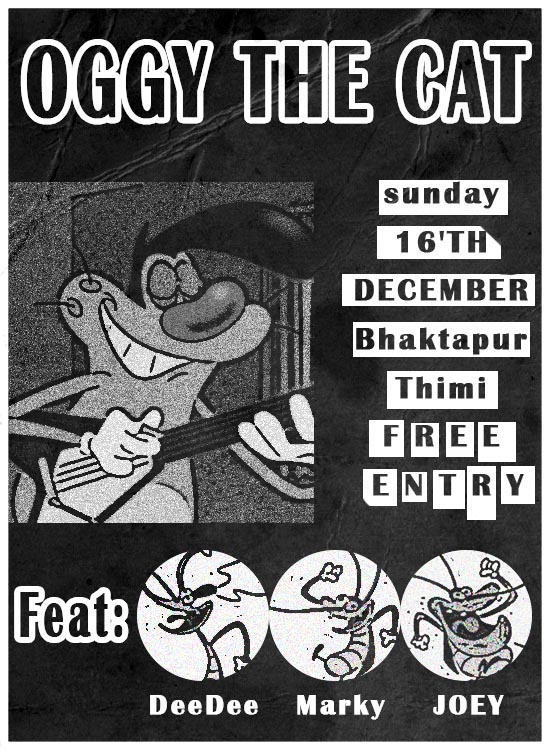 OGGY THE CAT
sunday
16'TH
DECEMBER
Bhaktapur
Thimi
FREE
ENTRY
Feat:
DeeDee Marky JOEY